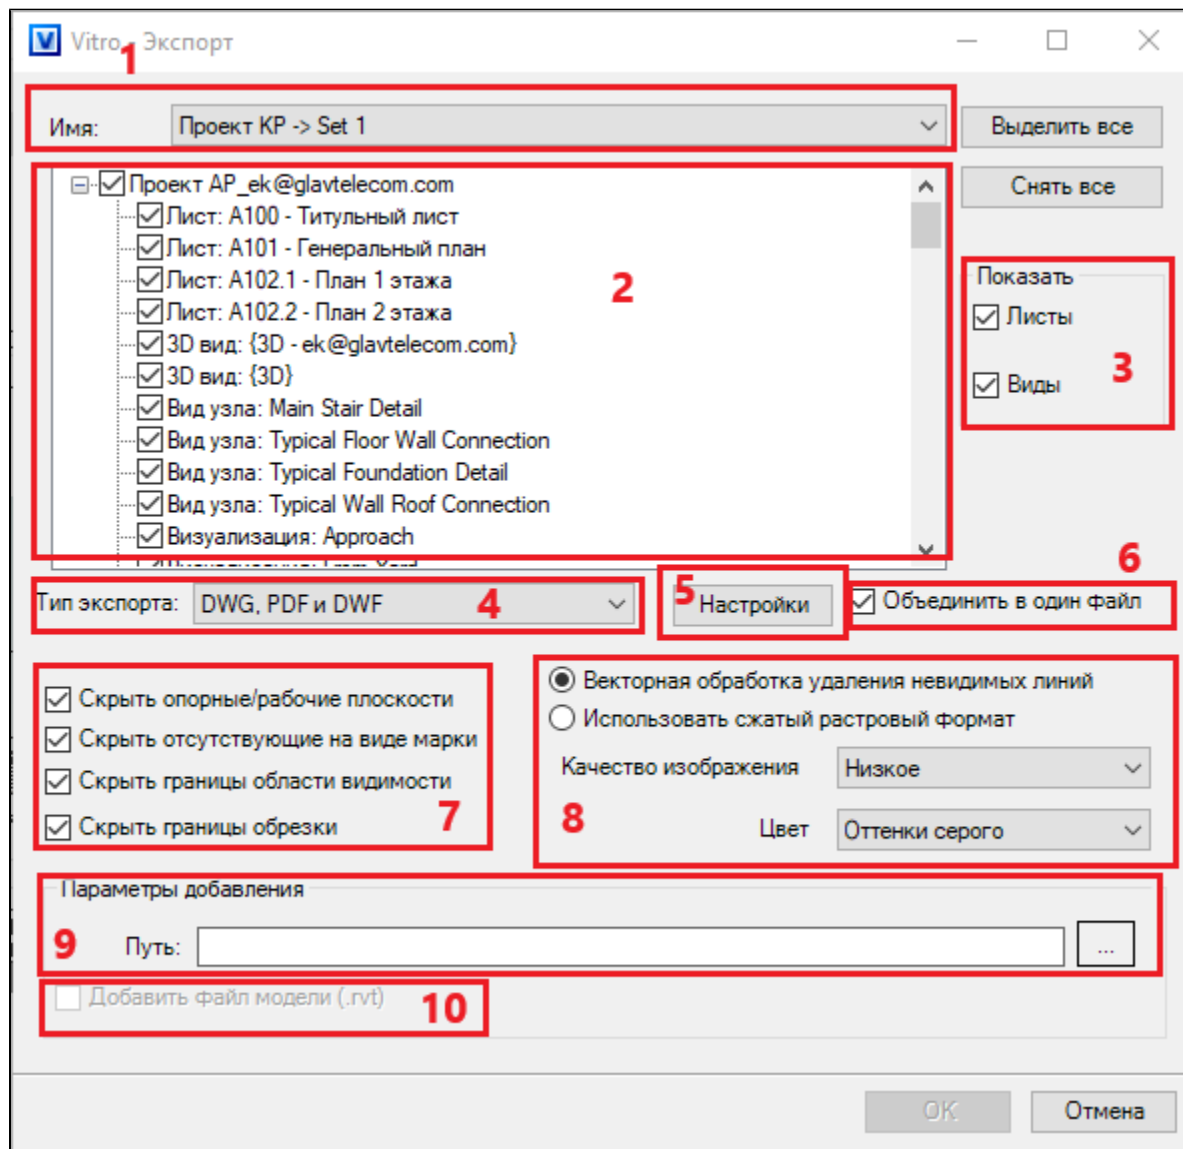 Vitro - Экспорт
1
Имя:
Проект КР -> Set 1
Выделить все
Снять все
Проект АР_ek@glavtelecom.com
Лист: А100 - Титульный лист
Лист: А101 - Генеральный план
Лист: А102.1 - План 1 этажа
Лист: А102.2 - План 2 этажа
3D вид: {3D - ek@glavtelecom.com}
3D вид: {3D}
Вид узла: Main Stair Detail
Вид узла: Typical Floor Wall Connection
Вид узла: Typical Foundation Detail
Вид узла: Typical Wall Roof Connection
Визуализация: Approach
2
Показать
Листы
Виды
3
Тип экспорта:
DWG, PDF и DWF
4
5
Настройки
6
Объединить в один файл
Скрыть опорные/рабочие плоскости
Скрыть отсутствующие на виде марки
Скрыть границы области видимости
Скрыть границы обрезки
7
Векторная обработка удаления невидимых линий
Использовать сжатый растровый формат
Качество изображения
Низкое
8
Цвет
Оттенки серого
Параметры добавления
9
Путь:
...
Добавить файл модели (.rvt)
10
OK
Отмена